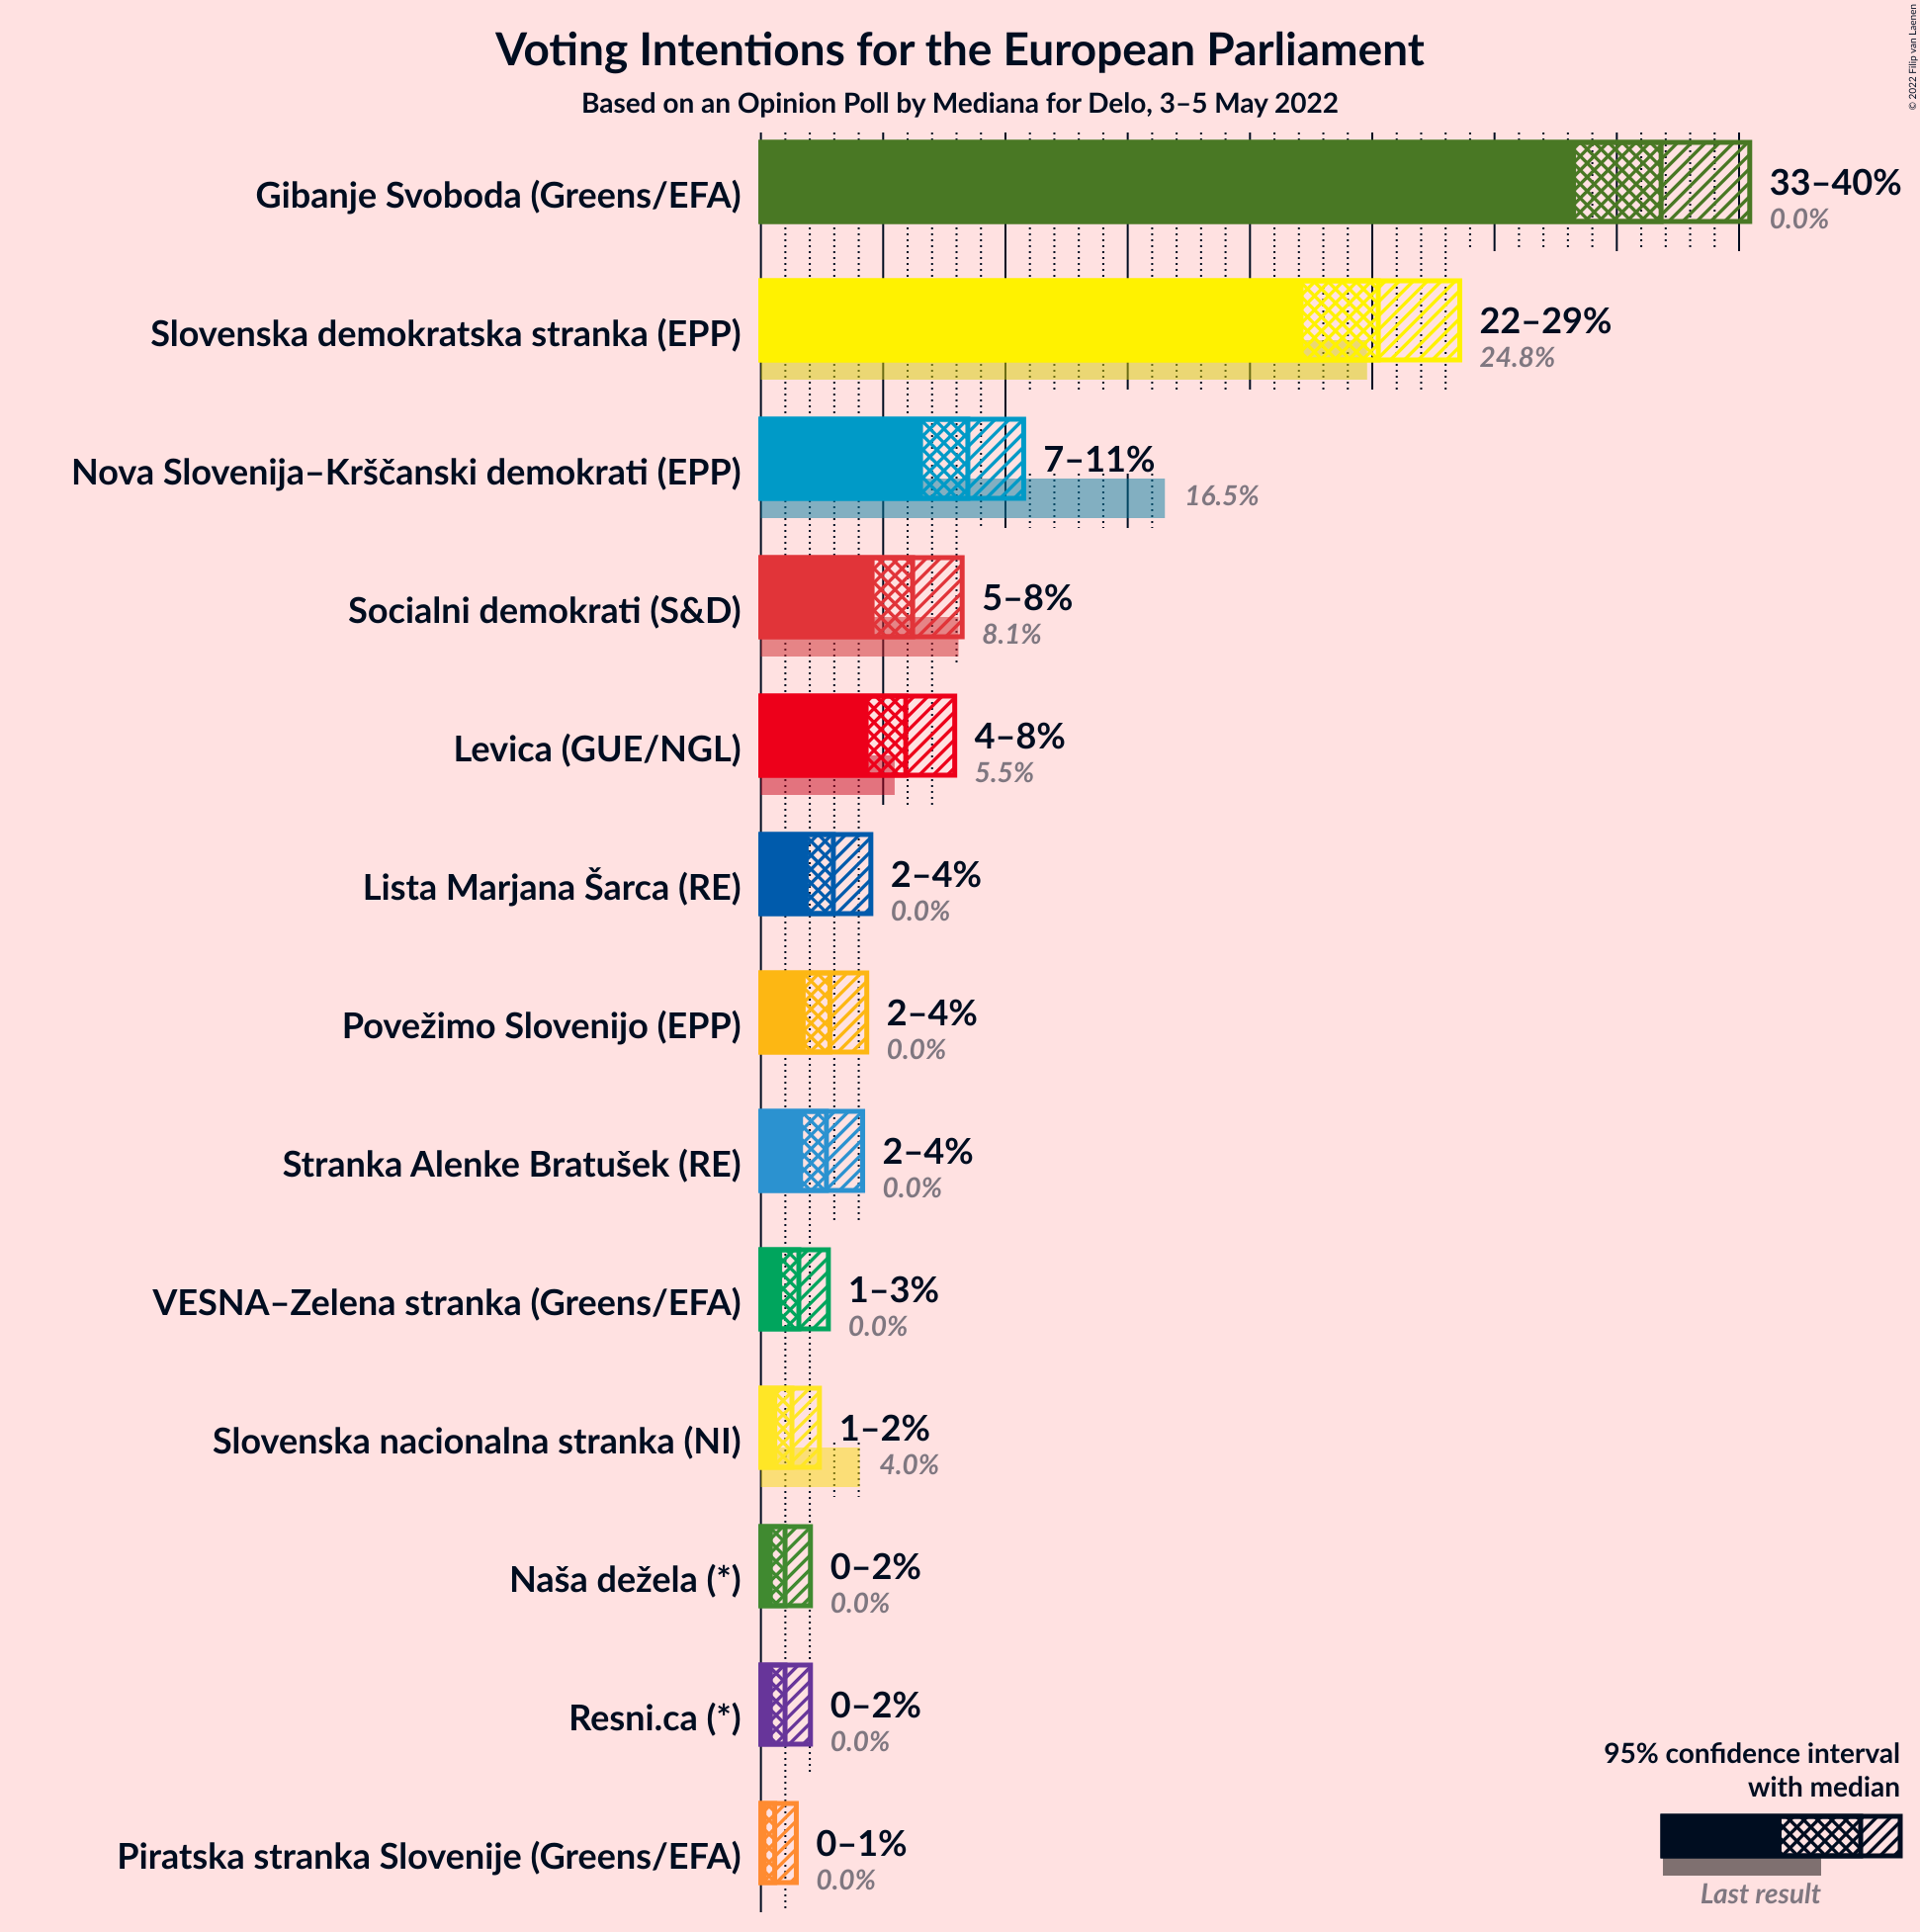 Voting Intentions for the European Parliament
Based on an Opinion Poll by Mediana for Delo, 3–5 May 2022
© 2022 Filip van Laenen
Gibanje Svoboda (Greens/EFA)
33–40%
0.0%
Slovenska demokratska stranka (EPP)
22–29%
24.8%
Nova Slovenija–Krščanski demokrati (EPP)
7–11%
16.5%
Socialni demokrati (S&D)
5–8%
8.1%
Levica (GUE/NGL)
4–8%
5.5%
Lista Marjana Šarca (RE)
2–4%
0.0%
Povežimo Slovenijo (EPP)
2–4%
0.0%
Stranka Alenke Bratušek (RE)
2–4%
0.0%
VESNA–Zelena stranka (Greens/EFA)
1–3%
0.0%
Slovenska nacionalna stranka (NI)
1–2%
4.0%
Naša dežela (*)
0–2%
0.0%
Resni.ca (*)
0–2%
0.0%
Piratska stranka Slovenije (Greens/EFA)
0–1%
0.0%
95% confidence interval
with median
Last result